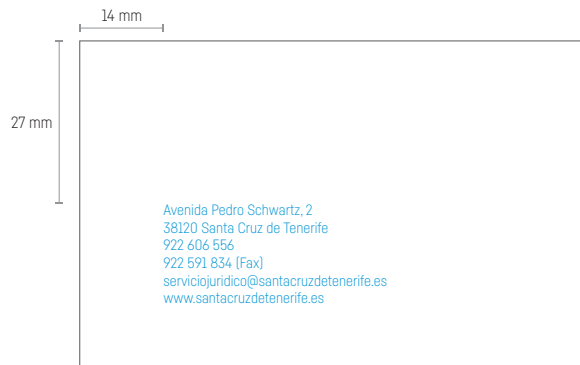 14 mm
27 mm
Avenida Pedro Schwartz, 2
38120 Santa Cruz de Tenerife
922 606 556
922 591 834 (Fax)
serviciojuridico@santacruzdetenerife.es
www.santacruzdetenerife.es